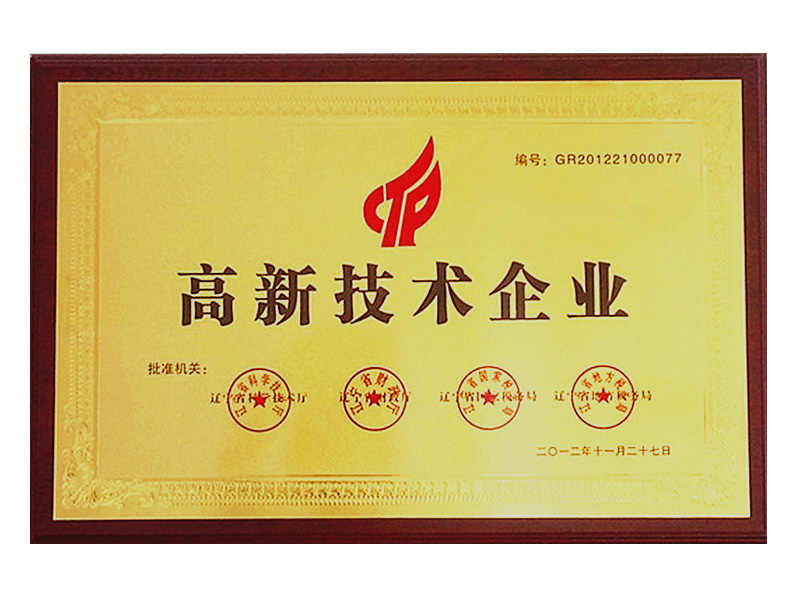 编号：GR201221000077
CTP
高新技术企业
批准机关：
辽宁省科学技术厅
辽宁省财政厅
辽宁省国家税务局
辽宁省地方税务局
二〇一二年十一月二十七日